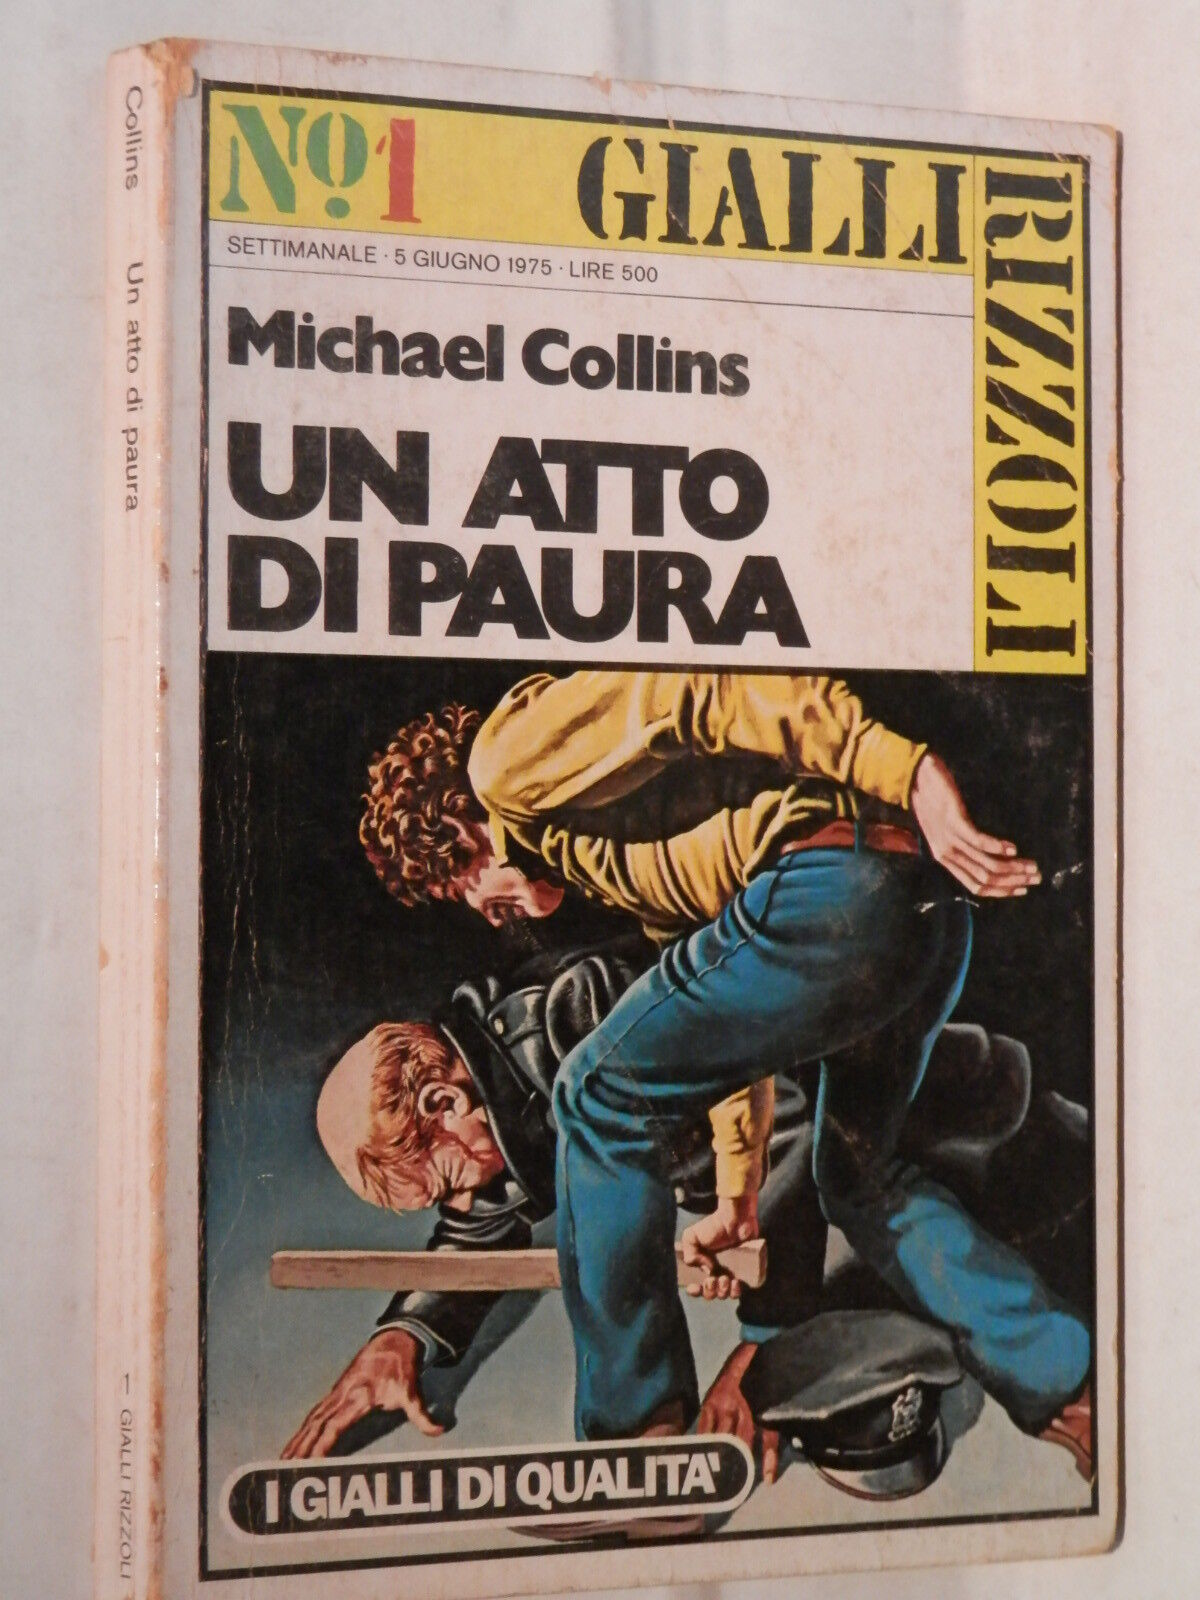 Nº.1 GIALLI
RIZZOLI
SETTIMANALE · 5 GIUGNO 1975 · LIRE 500
Michael Collins
UN ATTO
DI PAURA
I GIALLI DI QUALITA'
Collins Un atto di paura 1 GIALLI RIZZOLI